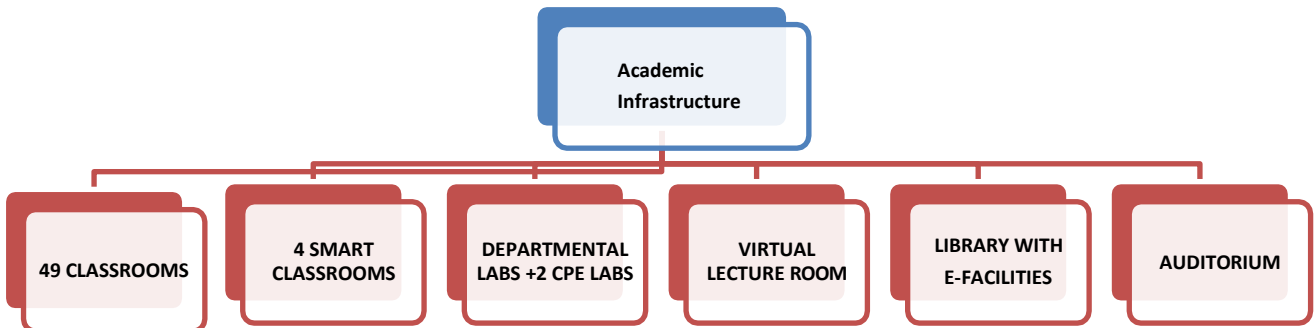 Academic
Infrastructure
49 CLASSROOMS
4 SMART
CLASSROOMS
DEPARTMENTAL
LABS +2 CPE LABS
VIRTUAL
LECTURE ROOM
LIBRARY WITH
E-FACILITIES
AUDITORIUM